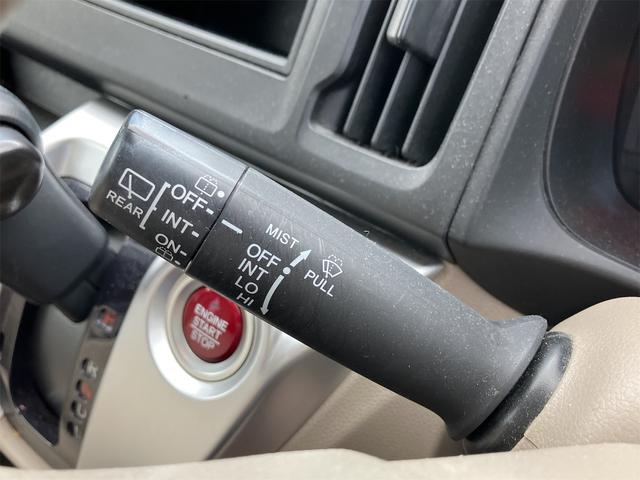 REAR
OFF
INT
ON
MIST
OFF
INT
LO
HI
PULL
ENGINE
START
STOP